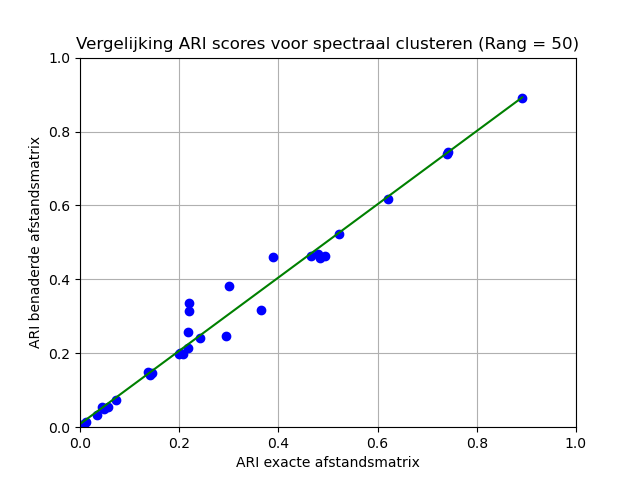 Vergelijking ARI scores voor spectraal clusteren (Rang = 50)
1.0
0.8
0.6
0.4
0.2
0.0
ARI benaderde afstandsmatrix
0.0 0.2 0.4 0.6 0.8 1.0
ARI exacte afstandsmatrix